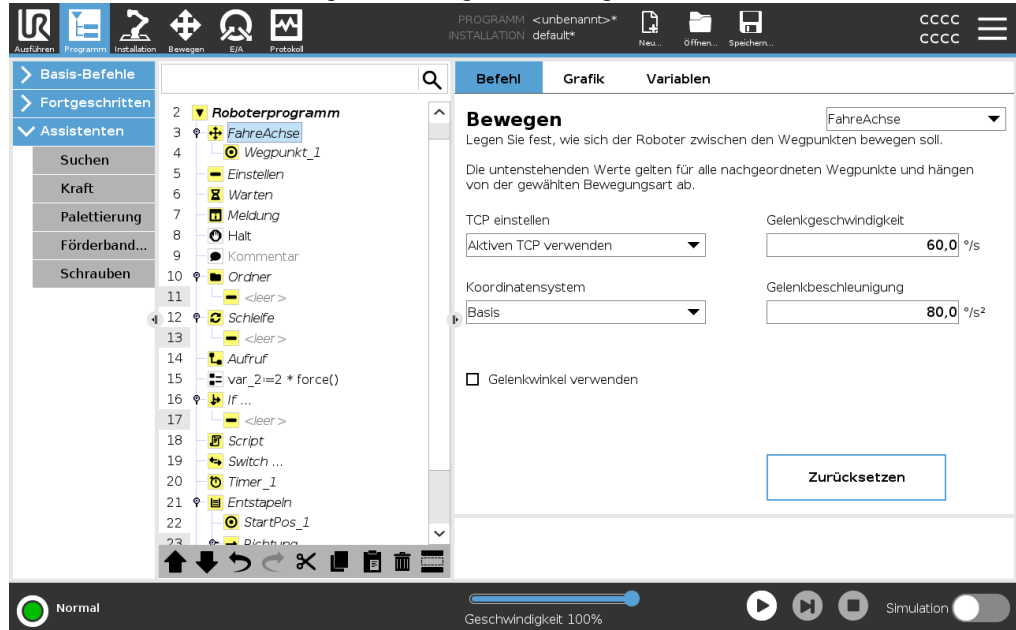 UR
PROGRAMM <unbenannt>*
INSTALLATION default*
Ausführen Programm Installation Bewegen E/A Protokoll
Neu... Öffnen... Speichern...
CCCC
CCCC
Basis-Befehle
Fortgeschritten
Assistenten
Suchen
Kraft
Palettierung
Förderband...
Schrauben
2 Roboterprogramm
3 FahreAchse
4 Wegpunkt_1
5 Einstellen
6 Warten
7 Meldung
8 Halt
9 Kommentar
10 Ordner
11 <leer>
12 Schleife
13 <leer>
14 Aufruf
15 var_2:=2 * force()
16 If ...
17 <leer>
18 Script
19 Switch ...
20 Timer_1
21 Entstapeln
22 StartPos_1
23 Richtung
Befehl Grafik Variablen
Bewegen
FahreAchse
Legen Sie fest, wie sich der Roboter zwischen den Wegpunkten bewegen soll.
Die untenstehenden Werte gelten für alle nachgeordneten Wegpunkte und hängen
von der gewählten Bewegungsart ab.
TCP einstellen
Aktiven TCP verwenden
Gelenkgeschwindigkeit
60,0 °/s
Koordinatensystem
Basis
Gelenkbeschleunigung
80,0 °/s²
Gelenkwinkel verwenden
Zurücksetzen
Normal
Geschwindigkeit 100%
Simulation